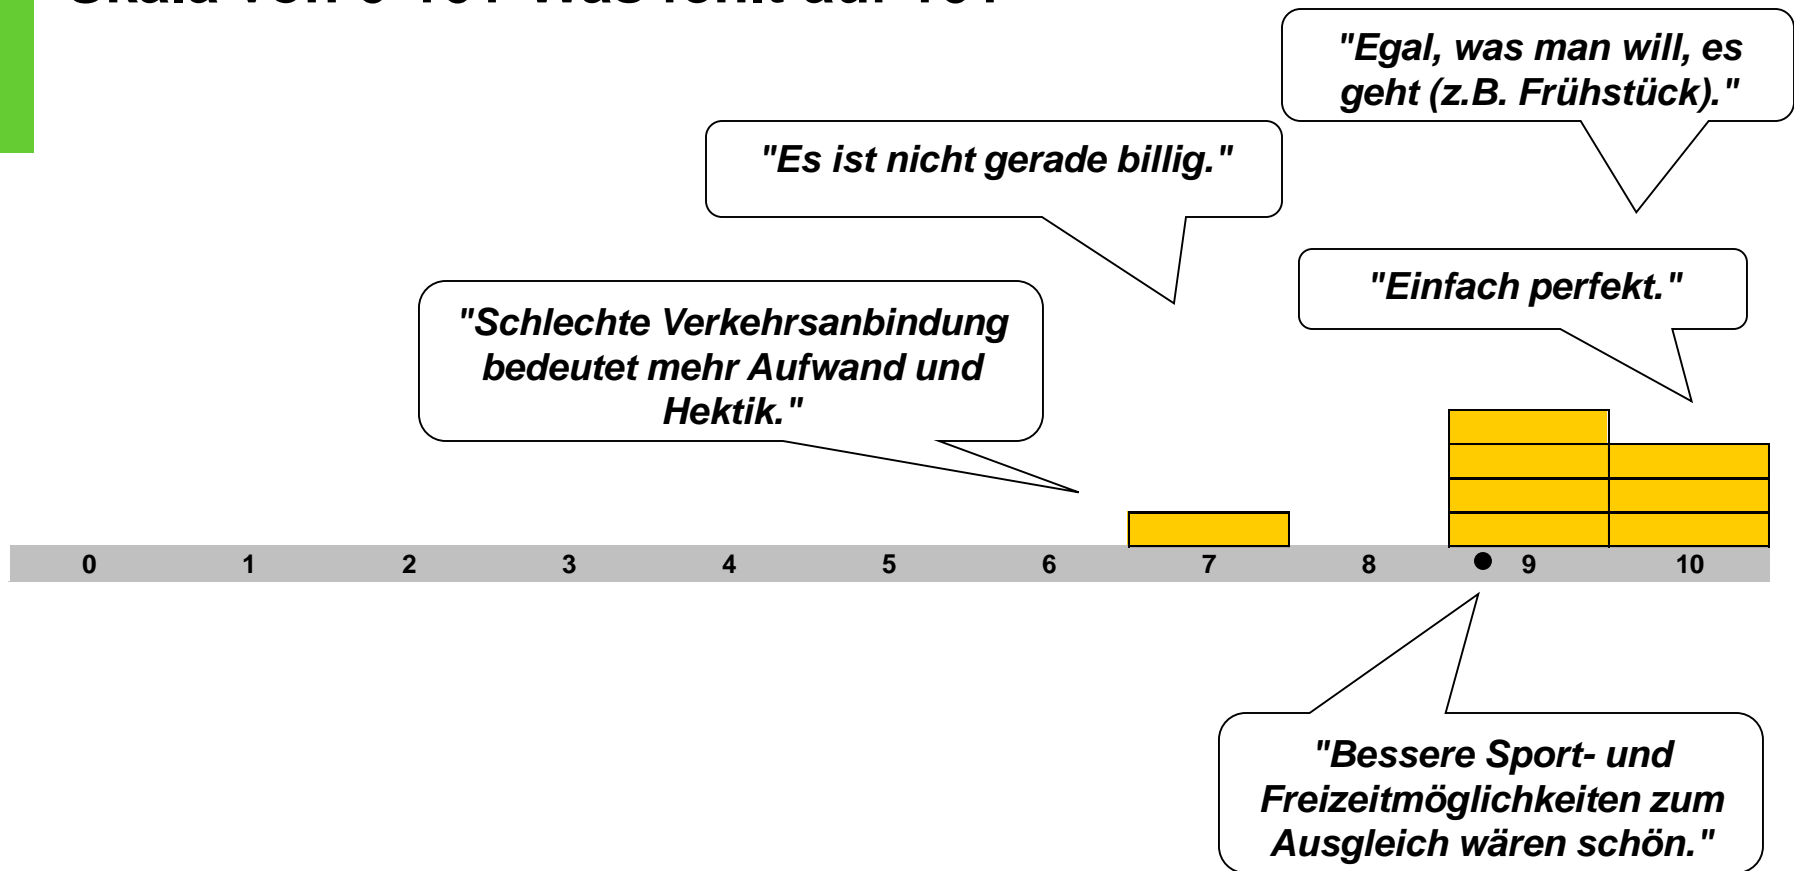 "Egal, was man will, es
geht (z.B. Frühstück)."
"Es ist nicht gerade billig."
"Einfach perfekt."
"Schlechte Verkehrsanbindung
bedeutet mehr Aufwand und
Hektik."
0 1 2 3 4 5 6 7 8 9 10
"Bessere Sport- und
Freizeitmöglichkeiten zum
Ausgleich wären schön."